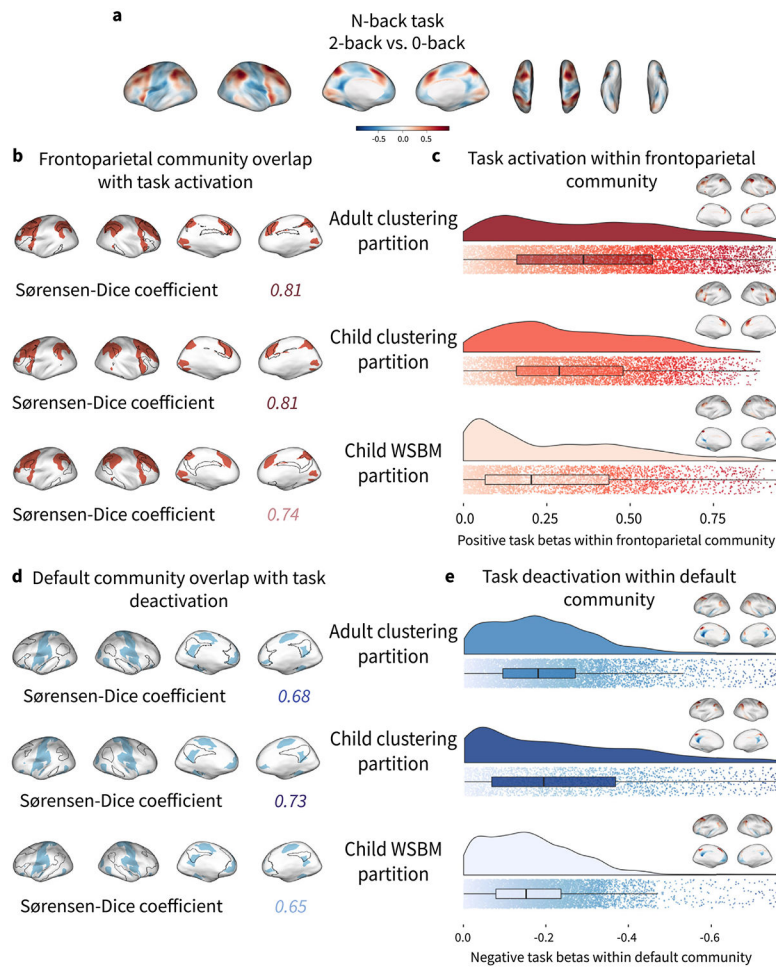 a
N-back task
2-back vs. 0-back
-0.5 0.0 0.5
b Frontoparietal community overlap
with task activation
Sørensen-Dice coefficient 0.81
Sørensen-Dice coefficient 0.81
Sørensen-Dice coefficient 0.74
c Task activation within frontoparietal
community
Adult clustering
partition
Child clustering
partition
Child WSBM
partition
0.0 0.25 0.50 0.75
Positive task betas within frontoparietal community
d Default community overlap with task
deactivation
Sørensen-Dice coefficient 0.68
Sørensen-Dice coefficient 0.73
Sørensen-Dice coefficient 0.65
e Task deactivation within default
community
Adult clustering
partition
Child clustering
partition
Child WSBM
partition
0.0 -0.2 -0.4 -0.6
Negative task betas within default community